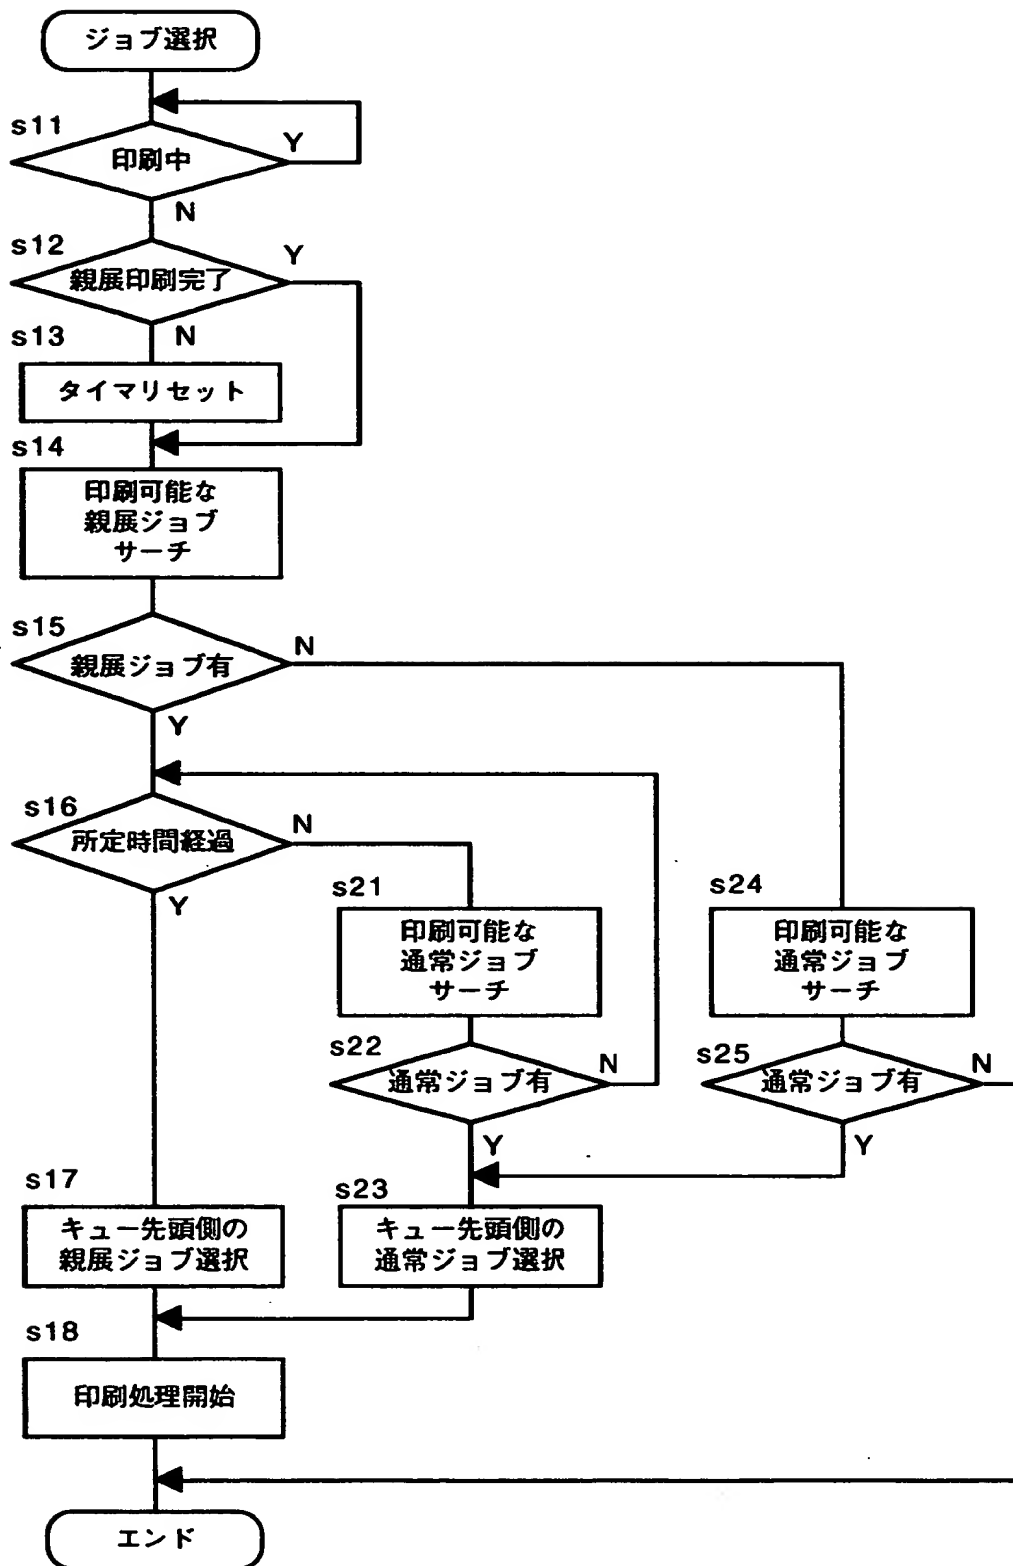 ジョブ選択
s11
印刷中
Y
N
s12
親展印刷完了
Y
N
s13
タイマリセット
s14
印刷可能な
親展ジョブ
サーチ
s15
親展ジョブ有
N
Y
s16
所定時間経過
N
Y
s21
印刷可能な
通常ジョブ
サーチ
s24
印刷可能な
通常ジョブ
サーチ
s22
通常ジョブ有
N
Y
s25
通常ジョブ有
N
Y
s17
キュー先頭側の
親展ジョブ選択
s23
キュー先頭側の
通常ジョブ選択
s18
印刷処理開始
エンド